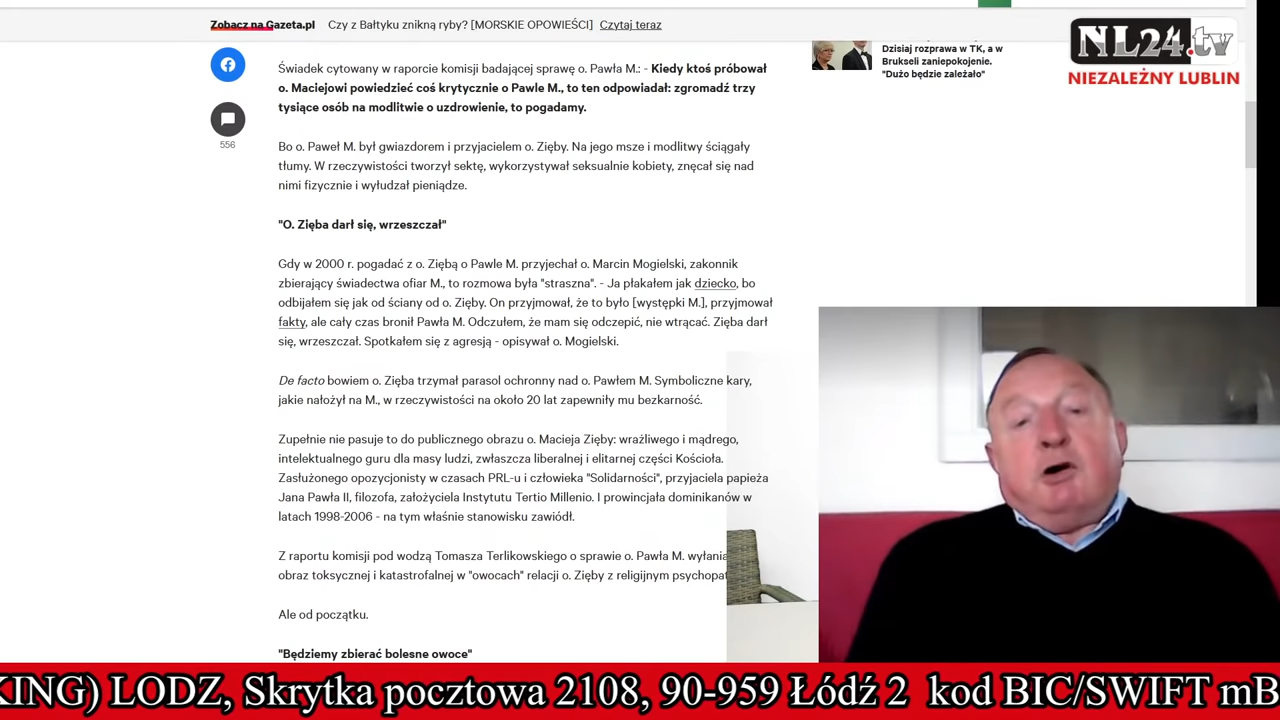 Zobacz na Gazeta.pl Czy z Bałtyku znikną ryby? [MORSKIE OPOWIEŚCI] Czytaj teraz
NL24.tv
NIEZALEŻNY LUBLIN
Dzisiaj rozprawa w TK, a w
Brukseli zaniepokojenie.
"Dużo będzie zależało"
556
Świadek cytowany w raporcie komisji badającej sprawę o. Pawła M.: - Kiedy ktoś próbował
o. Maciejowi powiedzieć coś krytycznie o Pawle M., to ten odpowiadał: zgromadź trzy
tysiące osób na modlitwie o uzdrowienie, to pogadamy.
Bo o. Paweł M. był gwiazdorem i przyjacielem o. Zięby. Na jego msze i modlitwy ściągały
tłumy. W rzeczywistości tworzył sektę, wykorzystywał seksualnie kobiety, znęcał się nad
nimi fizycznie i wyłudzał pieniądze.
"O. Zięba darł się, wrzeszczał"
Gdy w 2000 r. pogadać z o. Ziębą o Pawle M. przyjechał o. Marcin Mogielski, zakonnik
zbierający świadectwa ofiar M., to rozmowa była "straszna". - Ja płakałem jak dziecko, bo
odbijałem się jak od ściany od o. Zięby. On przyjmował, że to było [występki M.], przyjmował
fakty, ale cały czas bronił Pawła M. Odczułem, że mam się odczepić, nie wtrącać. Zięba darł
się, wrzeszczał. Spotkałem się z agresją - opisywał o. Mogielski.
De facto bowiem o. Zięba trzymał parasol ochronny nad o. Pawłem M. Symboliczne kary,
jakie nałożył na M., w rzeczywistości na około 20 lat zapewniły mu bezkarność.
Zupełnie nie pasuje to do publicznego obrazu o. Macieja Zięby: wrażliwego i mądrego,
intelektualnego guru dla masy ludzi, zwłaszcza liberalnej i elitarnej części Kościoła.
Zasłużonego opozycjonisty w czasach PRL-u i człowieka "Solidarności", przyjaciela papieża
Jana Pawła II, filozofa, założyciela Instytutu Tertio Millenio. I prowincjała dominikanów w
latach 1998-2006 - na tym właśnie stanowisku zawiódł.
Z raportu komisji pod wodzą Tomasza Terlikowskiego o sprawie o. Pawła M. wyłania
obraz toksycznej i katastrofalnej w "owocach" relacji o. Zięby z religijnym psychopat
Ale od początku.
"Będziemy zbierać bolesne owoce"
KING) LODZ, Skrytka pocztowa 2108, 90-959 Łódź 2 kod BIC/SWIFT mB